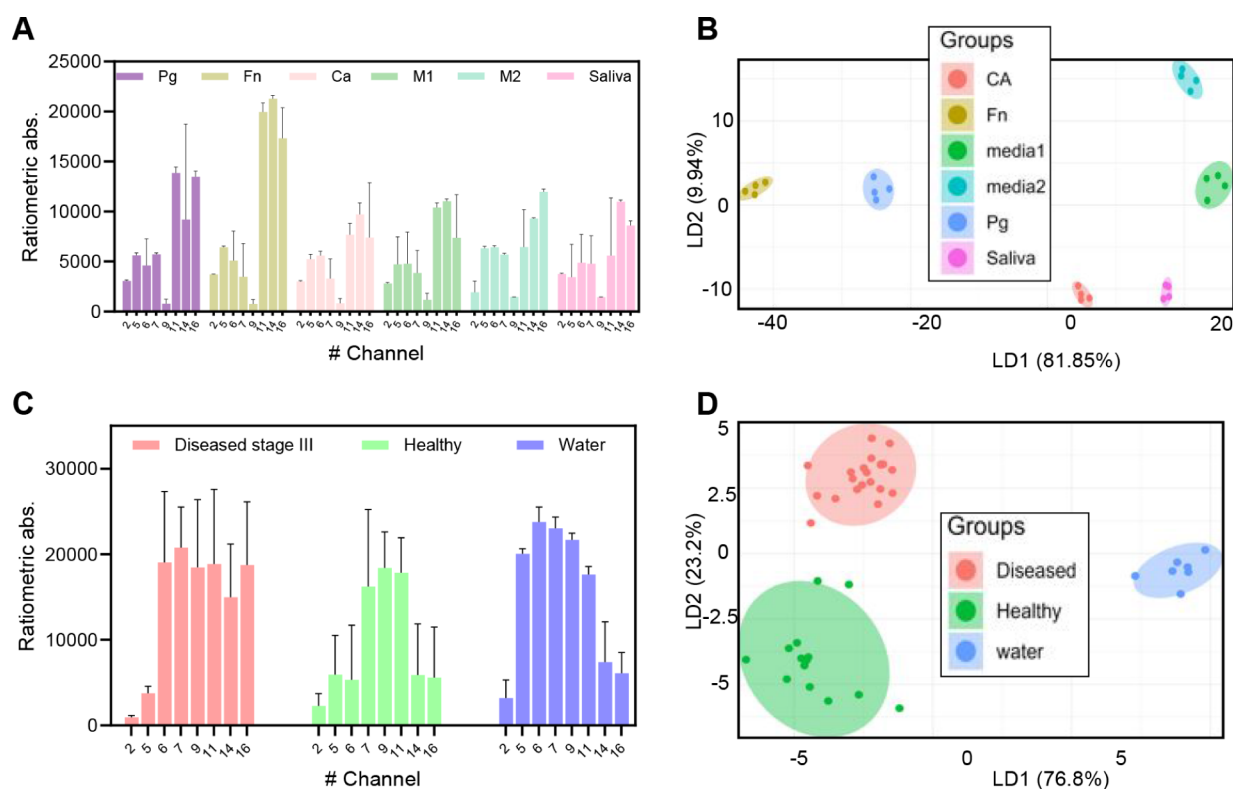 A
25000
20000
15000
10000
5000
0
Ratiometric abs.
Pg Fn Ca M1 M2 Saliva
2 5 6 7 9 11 14 16 2 5 6 7 9 11 14 16 2 5 6 7 9 11 14 16 2 5 6 7 9 11 14 16 2 5 6 7 9 11 14 16 2 5 6 7 9 11 14 16
# Channel
B
Groups
CA
Fn
media1
media2
Pg
Saliva
10
0
-10
LD2 (9.94%)
-40 -20 0 20
LD1 (81.85%)
C
30000
20000
10000
0
Ratiometric abs.
Diseased stage III Healthy Water
2 5 6 7 9 11 14 16 2 5 6 7 9 11 14 16 2 5 6 7 9 11 14 16
# Channel
D
5
2.5
0
-2.5
-5
LD2 (23.2%)
Groups
Diseased
Healthy
water
-5 0 5
LD1 (76.8%)